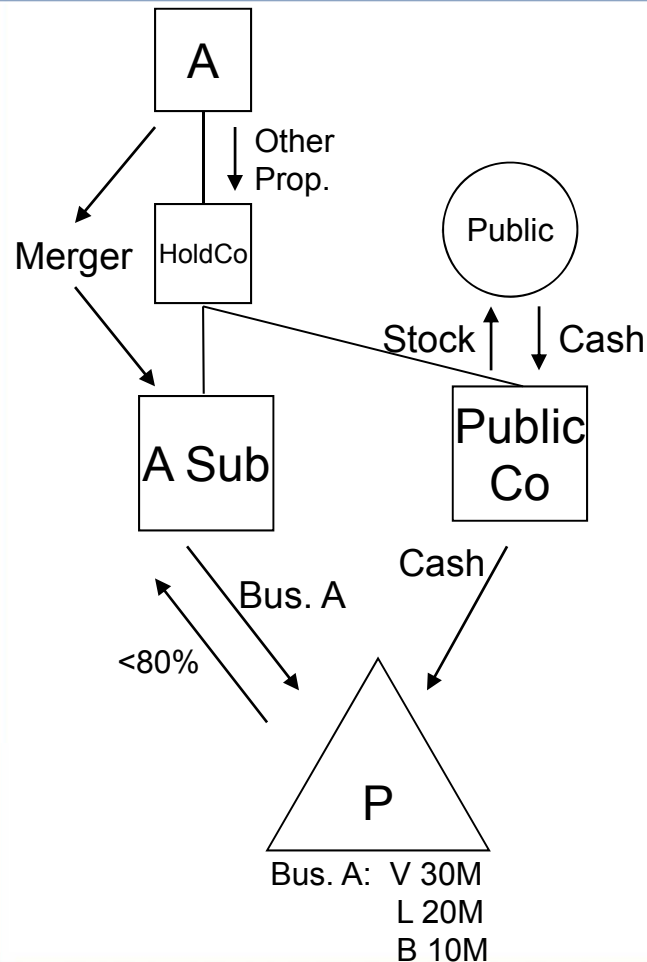 A
Other
Prop.
Merger
HoldCo
Public
Stock
Cash
A Sub
Public
Co
Cash
Bus. A
<80%
P
Bus. A: V 30M
L 20M
B 10M